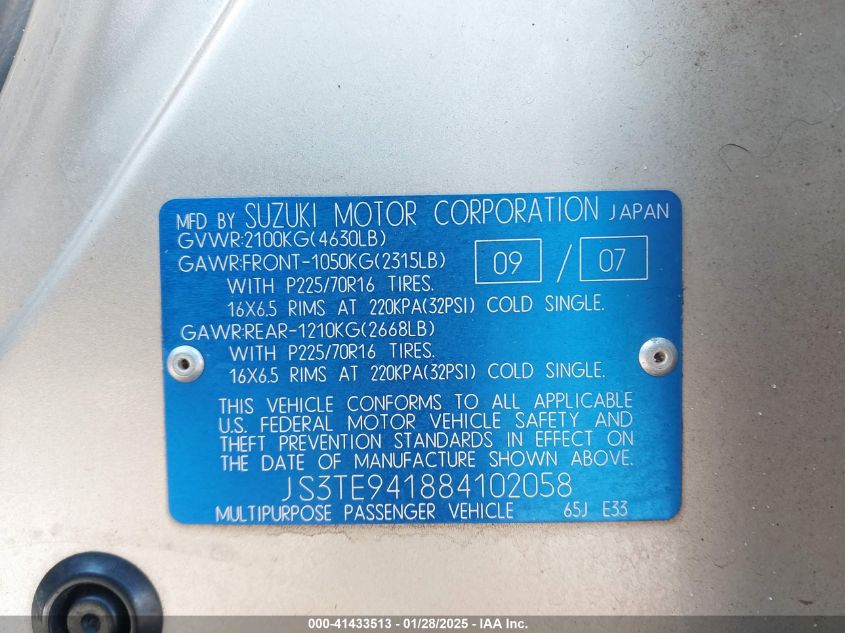 MFD BY SUZUKI MOTOR CORPORATION JAPAN
GVWR:2100KG(4630LB)
GAWR:FRONT-1050KG(2315LB) 09 / 07
WITH P225/70R16 TIRES.
16X6.5 RIMS AT 220KPA(32PSI) COLD SINGLE.
GAWR:REAR-1210KG(2668LB)
WITH P225/70R16 TIRES.
16X6.5 RIMS AT 220KPA(32PSI) COLD SINGLE.
THIS VEHICLE CONFORMS TO ALL APPLICABLE
U.S. FEDERAL MOTOR VEHICLE SAFETY AND
THEFT PREVENTION STANDARDS IN EFFECT ON
THE DATE OF MANUFACTURE SHOWN ABOVE.
JS3TE941884102058
MULTIPURPOSE PASSENGER VEHICLE 65J E33
000-41433513 - 01/28/2025 - IAA Inc.